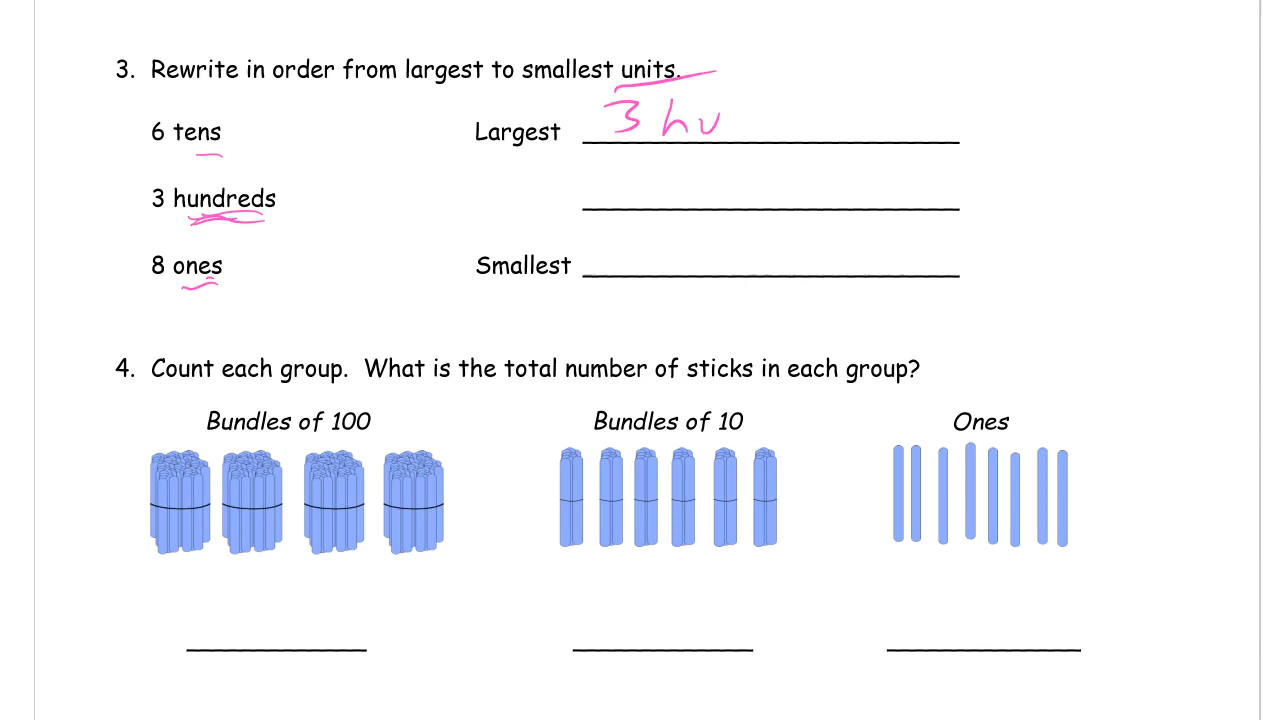 3. Rewrite in order from largest to smallest units.
6 tens Largest 3 hu
3 hundreds
8 ones Smallest
4. Count each group. What is the total number of sticks in each group?
Bundles of 100 Bundles of 10 Ones